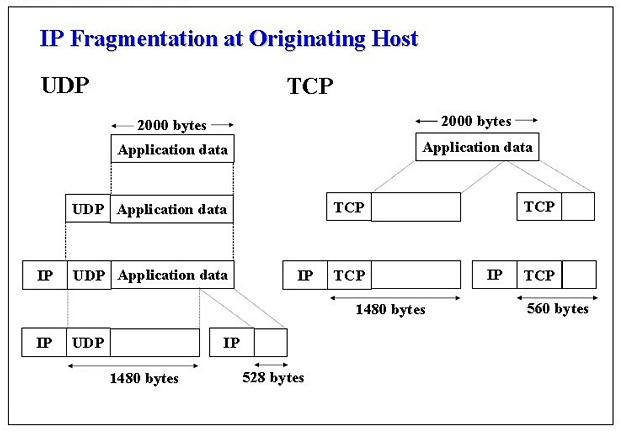 IP Fragmentation at Originating Host
UDP
2000 bytes
Application data
UDP Application data
IP UDP Application data
IP UDP IP
1480 bytes 528 bytes
TCP
2000 bytes
Application data
TCP TCP
IP TCP IP TCP
1480 bytes 560 bytes